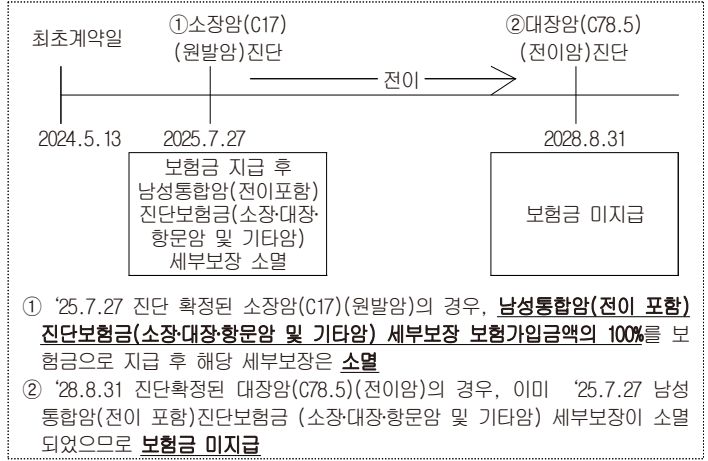 최초계약일
①소장암(C17)
(원발암)진단
②대장암(C78.5)
(전이암)진단
전이
2024.5.13
2025.7.27
2028.8.31
보험금 지급 후
남성통합암(전이포함)
진단보험금(소장·대장·
항문암 및 기타암)
세부보장 소멸
보험금 미지급
① ‘25.7.27 진단 확정된 소장암(C17)(원발암)의 경우, 남성통합암(전이 포함)
진단보험금(소장·대장·항문암 및 기타암) 세부보장 보험가입금액의 100%를 보
험금으로 지급 후 해당 세부보장은 소멸
② ‘28.8.31 진단확정된 대장암(C78.5)(전이암)의 경우, 이미 ‘25.7.27 남성
통합암(전이 포함)진단보험금 (소장·대장·항문암 및 기타암) 세부보장이 소멸
되었으므로 보험금 미지급